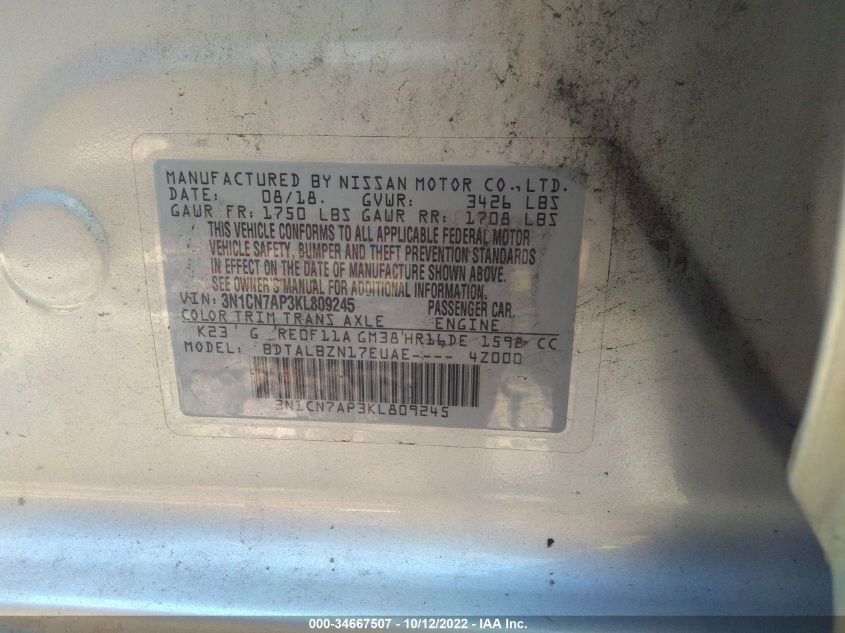 MANUFACTURED BY NISSAN MOTOR CO.,LTD.
DATE: 08/18. GVWR: 3426 LBS
GAWR FR: 1750 LBS GAWR RR: 1708 LBS
THIS VEHICLE CONFORMS TO ALL APPLICABLE FEDERAL MOTOR
VEHICLE SAFETY, BUMPER AND THEFT PREVENTION STANDARDS
IN EFFECT ON THE DATE OF MANUFACTURE SHOWN ABOVE.
SEE OWNER'S MANUAL FOR ADDITIONAL INFORMATION.
VIN: 3N1CN7AP3KL809245 PASSENGER CAR.
COLOR TRIM TRANS AXLE ENGINE
K23 G RE0F11A GM38 HR16DE 1598 CC
MODEL: BDTALBZN17EUAE---- 4Z000
3N1CN7AP3KL809245
000-34667507 - 10/12/2022 - IAA Inc.